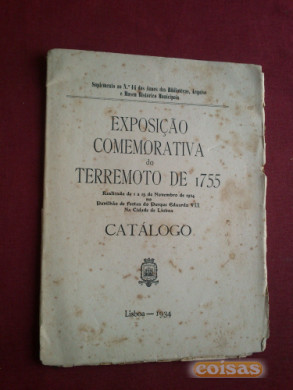 Suplemento ao N.º 14 dos Anais das Bibliotecas, Arquivo
e Museu Histórico Municipais
EXPOSIÇÃO
COMEMORATIVA
do
TERREMOTO DE 1755
Realizada de 1 a 15 de Novembro de 1934
no
Pavilhão de Festas do Parque Eduardo VII
Na Cidade de Lisboa
CATÁLOGO
Lisboa — 1934
coisas